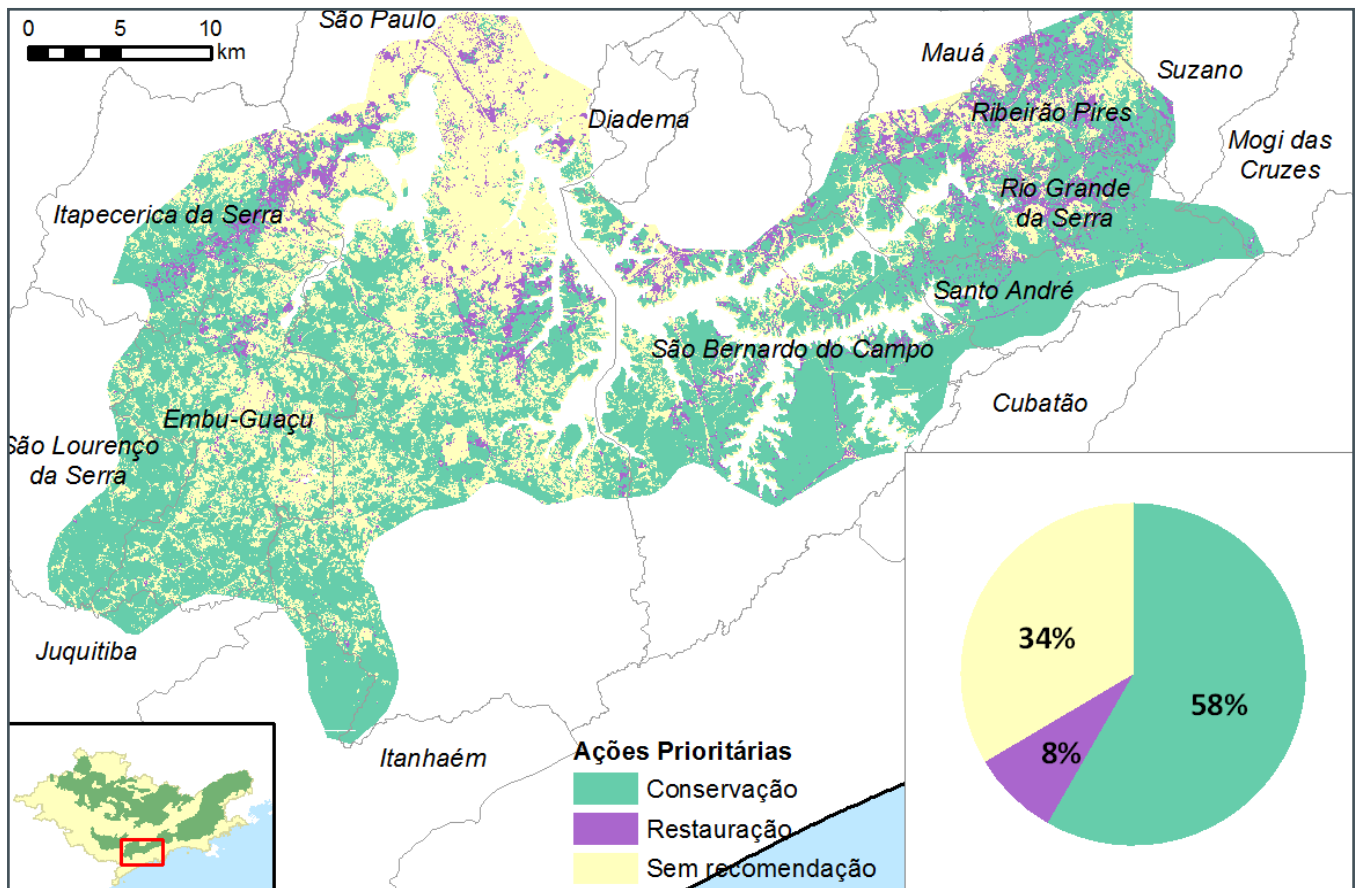 São Paulo
0 5 10
km
Mauá
Suzano
Diadema
Ribeirão Pires
Mogi das
Cruzes
Itapecerica da Serra
Rio Grande
da Serra
Santo André
São Bernardo do Campo
Cubatão
Embu-Guaçu
São Lourenço
da Serra
Juquitiba
Itanhaém
Ações Prioritárias
Conservação
Restauração
Sem recomendação
34%
58%
8%